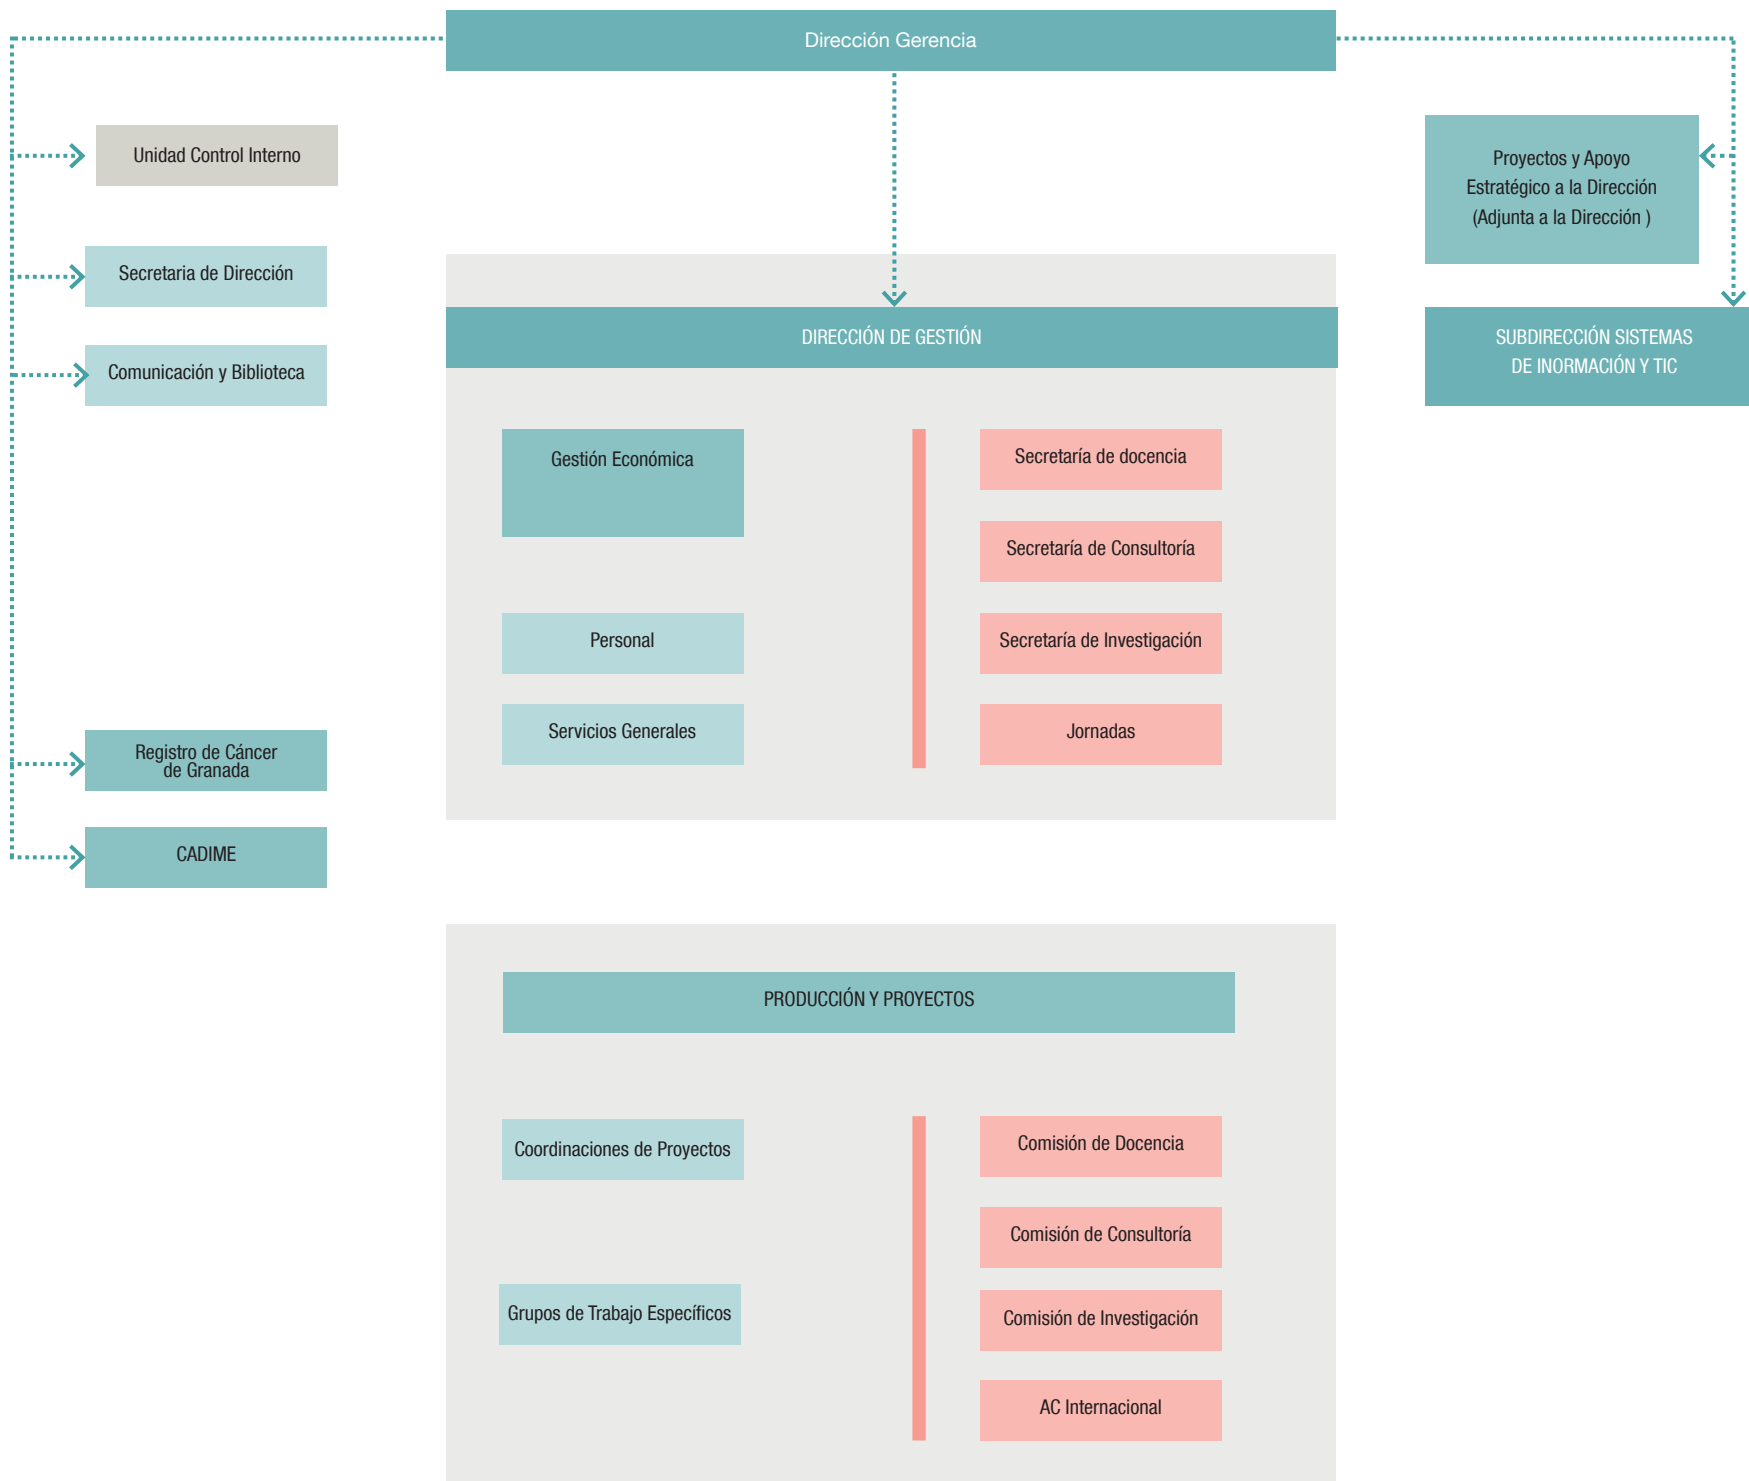 Dirección Gerencia
Unidad Control Interno
Secretaria de Dirección
Comunicación y Biblioteca
Registro de Cáncer
de Granada
CADIME
Proyectos y Apoyo
Estratégico a la Dirección
(Adjunta a la Dirección )
SUBDIRECCIÓN SISTEMAS
DE INORMACIÓN Y TIC
DIRECCIÓN DE GESTIÓN
Gestión Económica
Personal
Servicios Generales
Secretaría de docencia
Secretaría de Consultoría
Secretaría de Investigación
Jornadas
PRODUCCIÓN Y PROYECTOS
Coordinaciones de Proyectos
Grupos de Trabajo Específicos
Comisión de Docencia
Comisión de Consultoría
Comisión de Investigación
AC Internacional